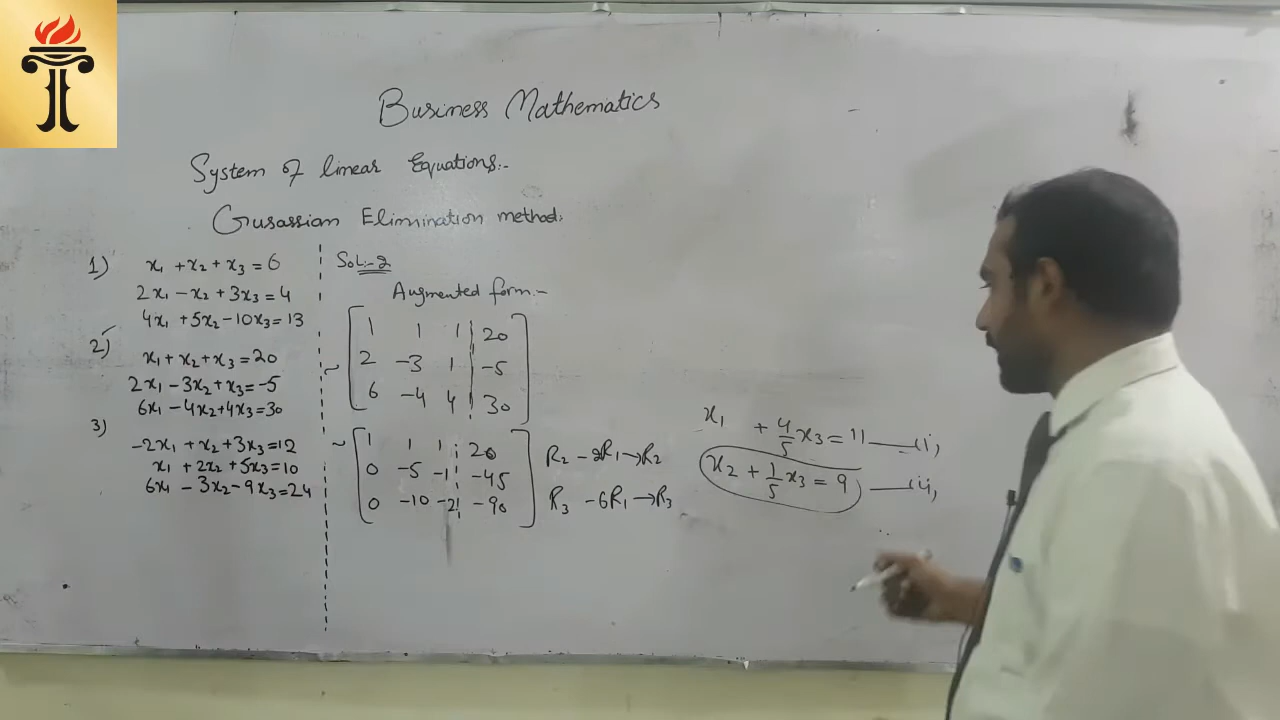 Business Mathematics
System of linear Equations:-
Gusassian Elimination method:
1) x₁ + x₂ + x₃ = 6
2x₁ - x₂ + 3x₃ = 4
4x₁ + 5x₂ - 10x₃ = 13
2) x₁ + x₂ + x₃ = 20
2x₁ - 3x₂ + x₃ = -5
6x₁ - 4x₂ + 4x₃ = 30
3) -2x₁ + x₂ + 3x₃ = 12
x₁ + 2x₂ + 5x₃ = 10
6x₁ - 3x₂ - 9x₃ = 24
Sol:-2
Augmented form:-
1 1 1 | 20
~ 2 -3 1 | -5
6 -4 4 | 30
~ 1 1 1 | 20
0 -5 -1 | -45 R₂ - 2R₁ → R₂
0 -10 -2 | -90 R₃ - 6R₁ → R₃
x₁ + 4/5 x₃ = 11 —— (i)
x₂ + 1/5 x₃ = 9 —— (ii)